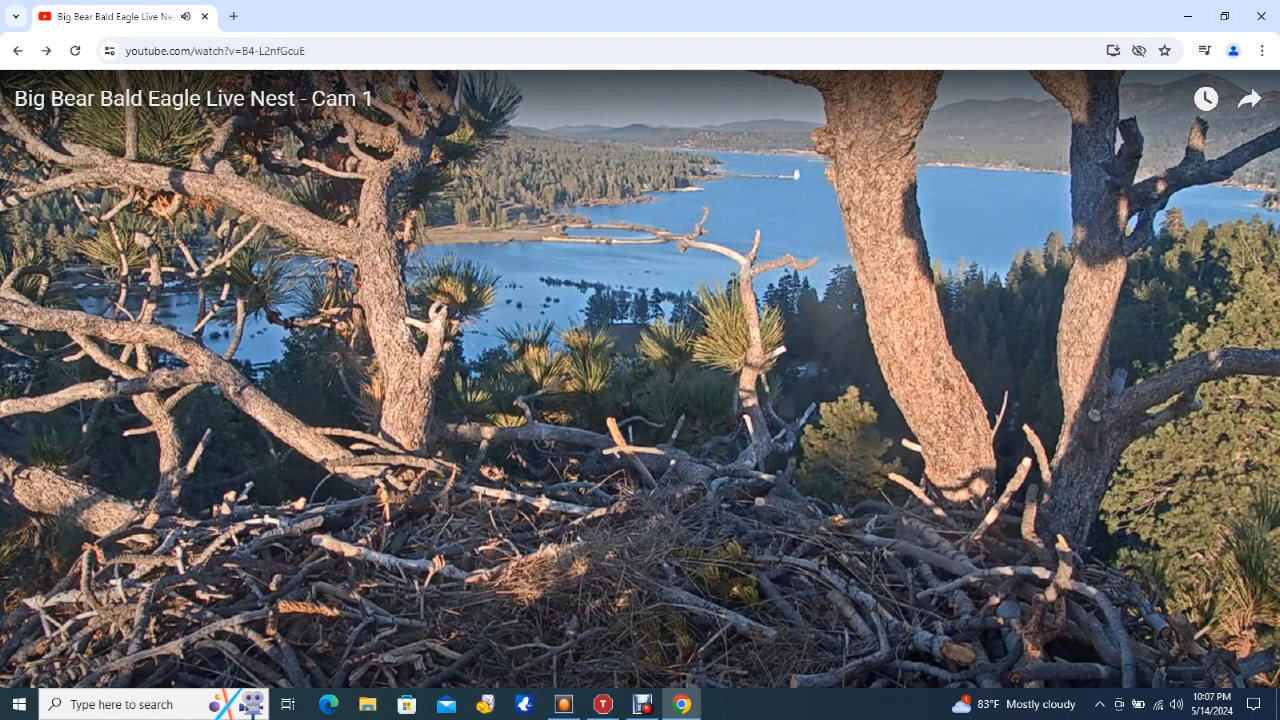 Big Bear Bald Eagle Live Ne
youtube.com/watch?v=B4-L2nfGcuE
Big Bear Bald Eagle Live Nest - Cam 1
Type here to search
83°F Mostly cloudy
10:07 PM
5/14/2024